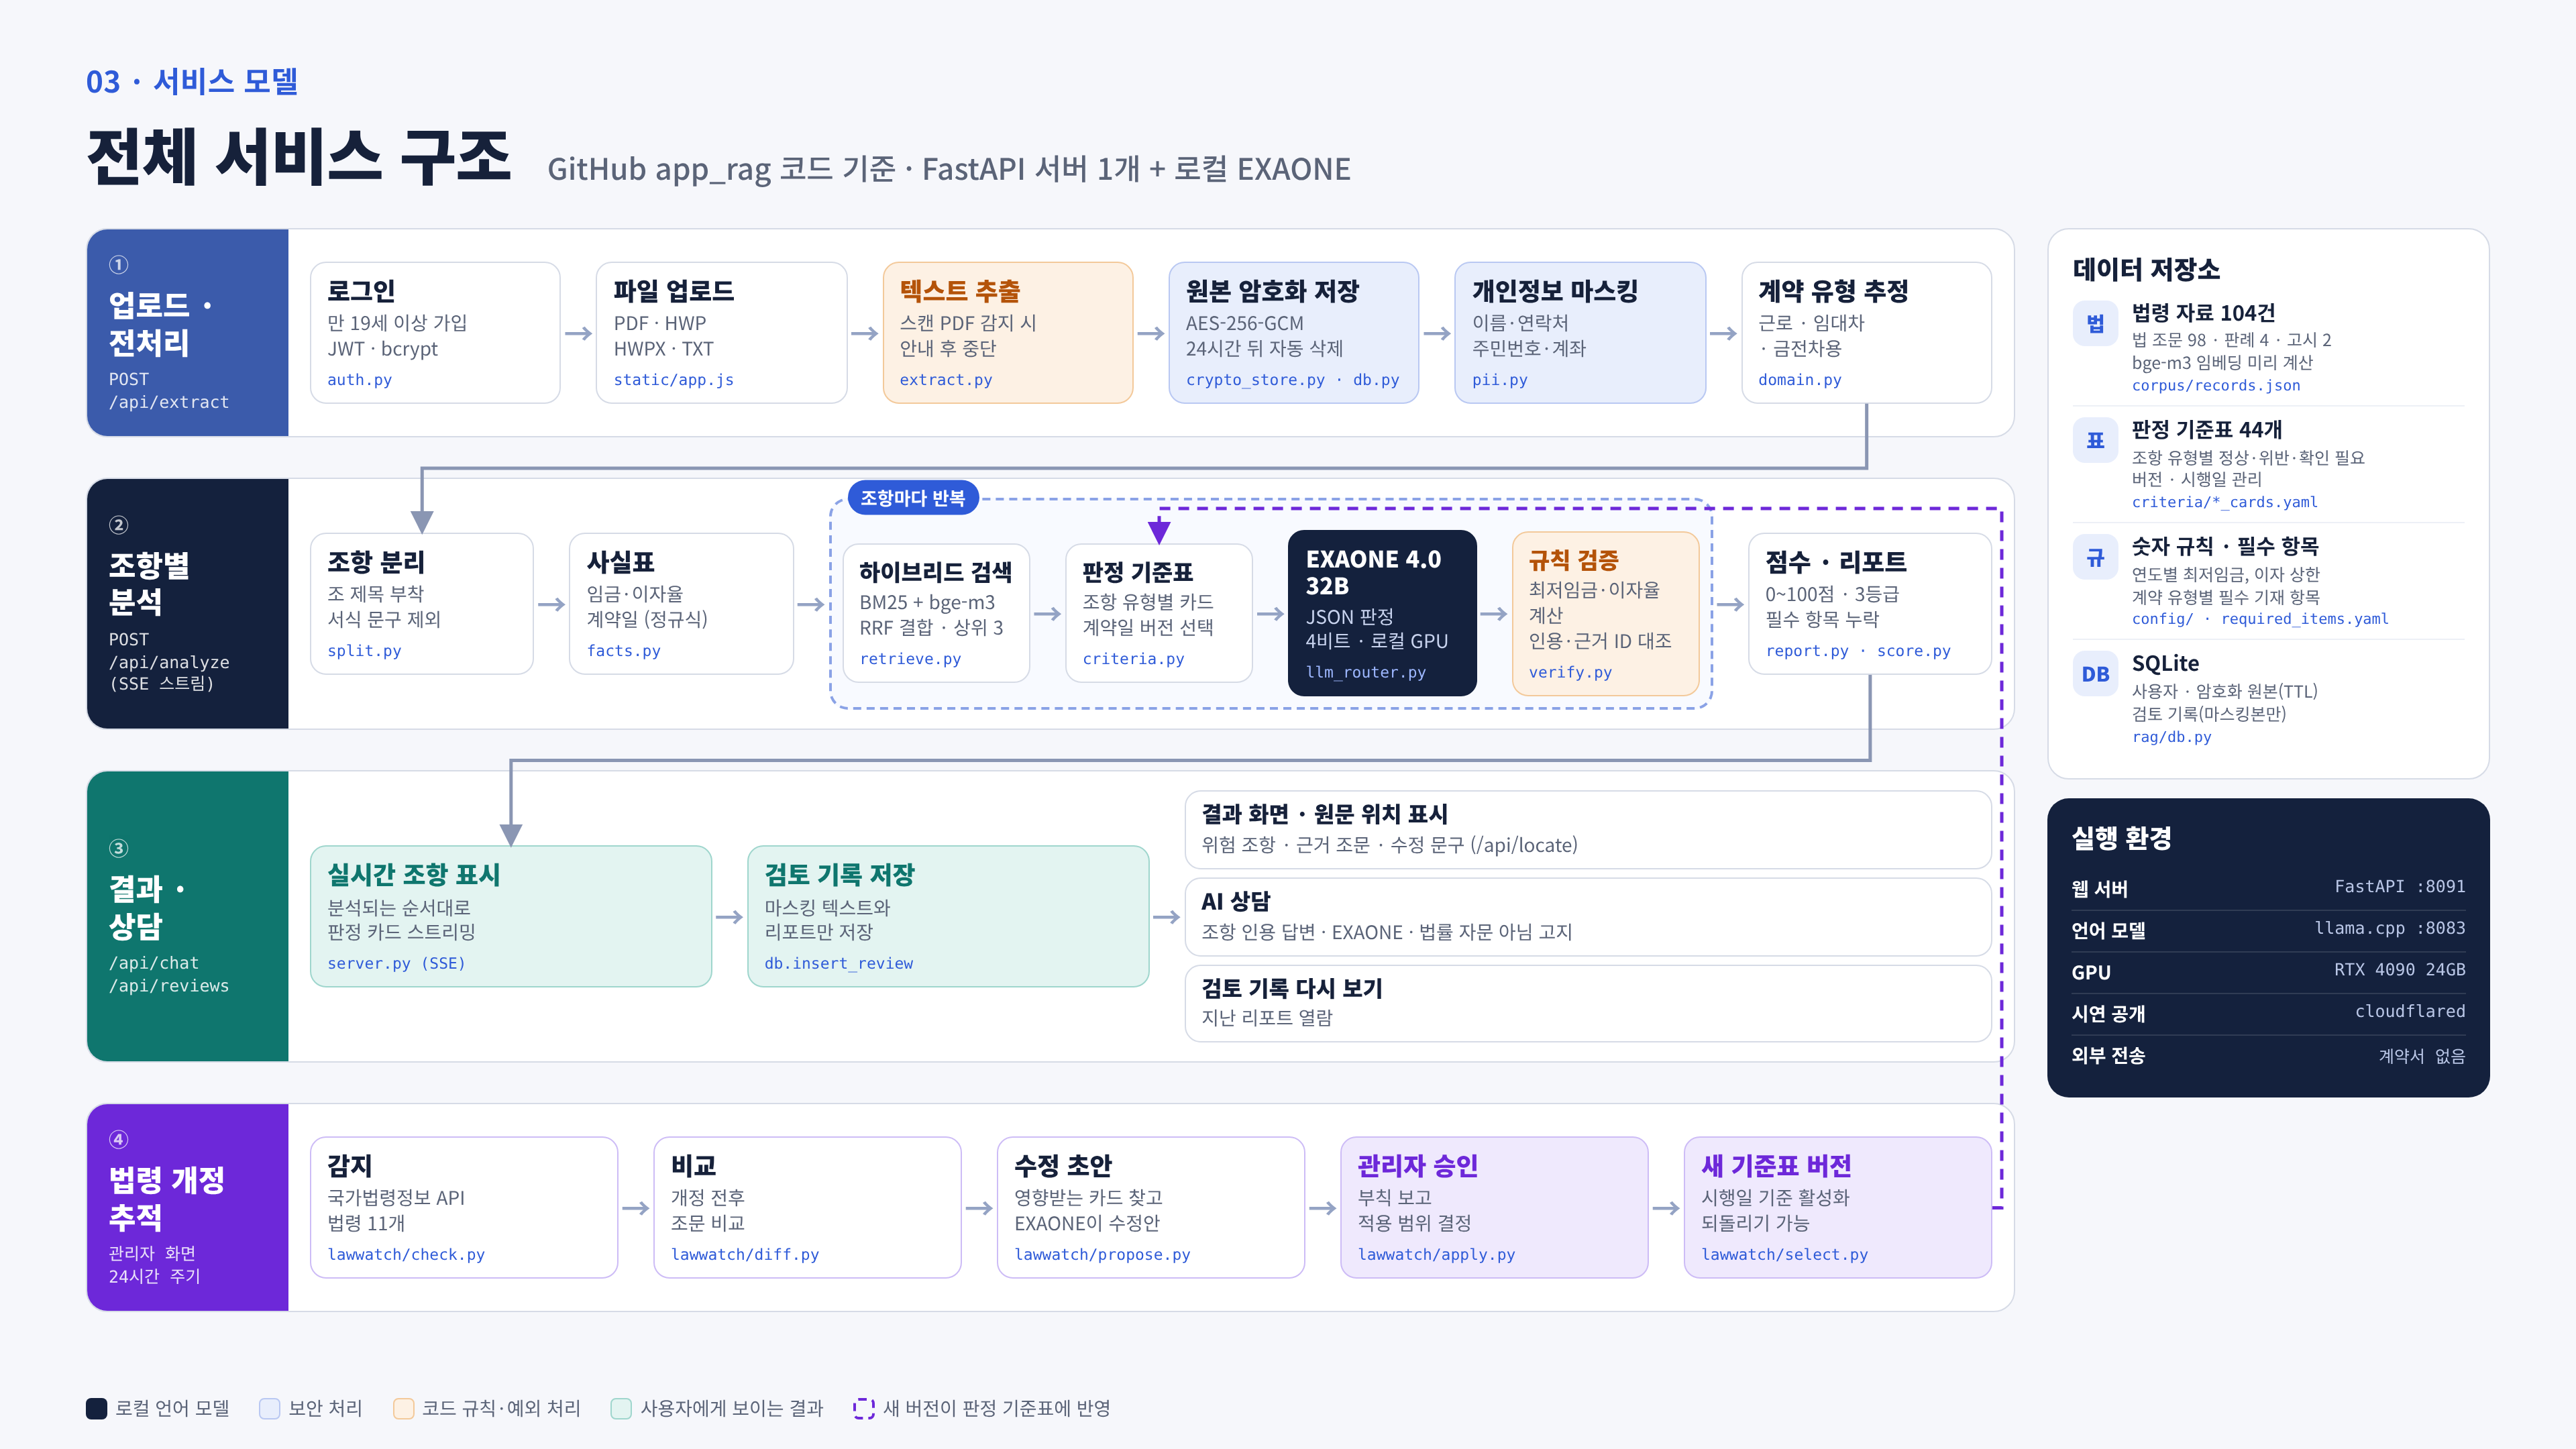 03 · 서비스 모델
전체 서비스 구조
GitHub app_rag 코드 기준 · FastAPI 서버 1개 + 로컬 EXAONE
①
업로드 ·
전처리
POST
/api/extract
로그인
만 19세 이상 가입
JWT · bcrypt
auth.py
파일 업로드
PDF · HWP
HWPX · TXT
static/app.js
텍스트 추출
스캔 PDF 감지 시
안내 후 중단
extract.py
원본 암호화 저장
AES-256-GCM
24시간 뒤 자동 삭제
crypto_store.py · db.py
개인정보 마스킹
이름·연락처
주민번호·계좌
pii.py
계약 유형 추정
근로 · 임대차
· 금전차용
domain.py
②
조항별
분석
POST
/api/analyze
(SSE 스트림)
조항 분리
조 제목 부착
서식 문구 제외
split.py
사실표
임금·이자율
계약일 (정규식)
facts.py
조항마다 반복
하이브리드 검색
BM25 + bge-m3
RRF 결합 · 상위 3
retrieve.py
판정 기준표
조항 유형별 카드
계약일 버전 선택
criteria.py
EXAONE 4.0
32B
JSON 판정
4비트 · 로컬 GPU
llm_router.py
규칙 검증
최저임금·이자율
계산
인용·근거 ID 대조
verify.py
점수 · 리포트
0~100점 · 3등급
필수 항목 누락
report.py · score.py
③
결과 ·
상담
/api/chat
/api/reviews
실시간 조항 표시
분석되는 순서대로
판정 카드 스트리밍
server.py (SSE)
검토 기록 저장
마스킹 텍스트와
리포트만 저장
db.insert_review
결과 화면 · 원문 위치 표시
위험 조항 · 근거 조문 · 수정 문구 (/api/locate)
AI 상담
조항 인용 답변 · EXAONE · 법률 자문 아님 고지
검토 기록 다시 보기
지난 리포트 열람
④
법령 개정
추적
관리자 화면
24시간 주기
감지
국가법령정보 API
법령 11개
lawwatch/check.py
비교
개정 전후
조문 비교
lawwatch/diff.py
수정 초안
영향받는 카드 찾고
EXAONE이 수정안
lawwatch/propose.py
관리자 승인
부칙 보고
적용 범위 결정
lawwatch/apply.py
새 기준표 버전
시행일 기준 활성화
되돌리기 가능
lawwatch/select.py
데이터 저장소
법
법령 자료 104건
법 조문 98 · 판례 4 · 고시 2
bge-m3 임베딩 미리 계산
corpus/records.json
표
판정 기준표 44개
조항 유형별 정상·위반·확인 필요
버전 · 시행일 관리
criteria/*_cards.yaml
규
숫자 규칙 · 필수 항목
연도별 최저임금, 이자 상한
계약 유형별 필수 기재 항목
config/ · required_items.yaml
DB
SQLite
사용자 · 암호화 원본(TTL)
검토 기록(마스킹본만)
rag/db.py
실행 환경
웹 서버 FastAPI :8091
언어 모델 llama.cpp :8083
GPU RTX 4090 24GB
시연 공개 cloudflared
외부 전송 계약서 없음
로컬 언어 모델
보안 처리
코드 규칙·예외 처리
사용자에게 보이는 결과
새 버전이 판정 기준표에 반영